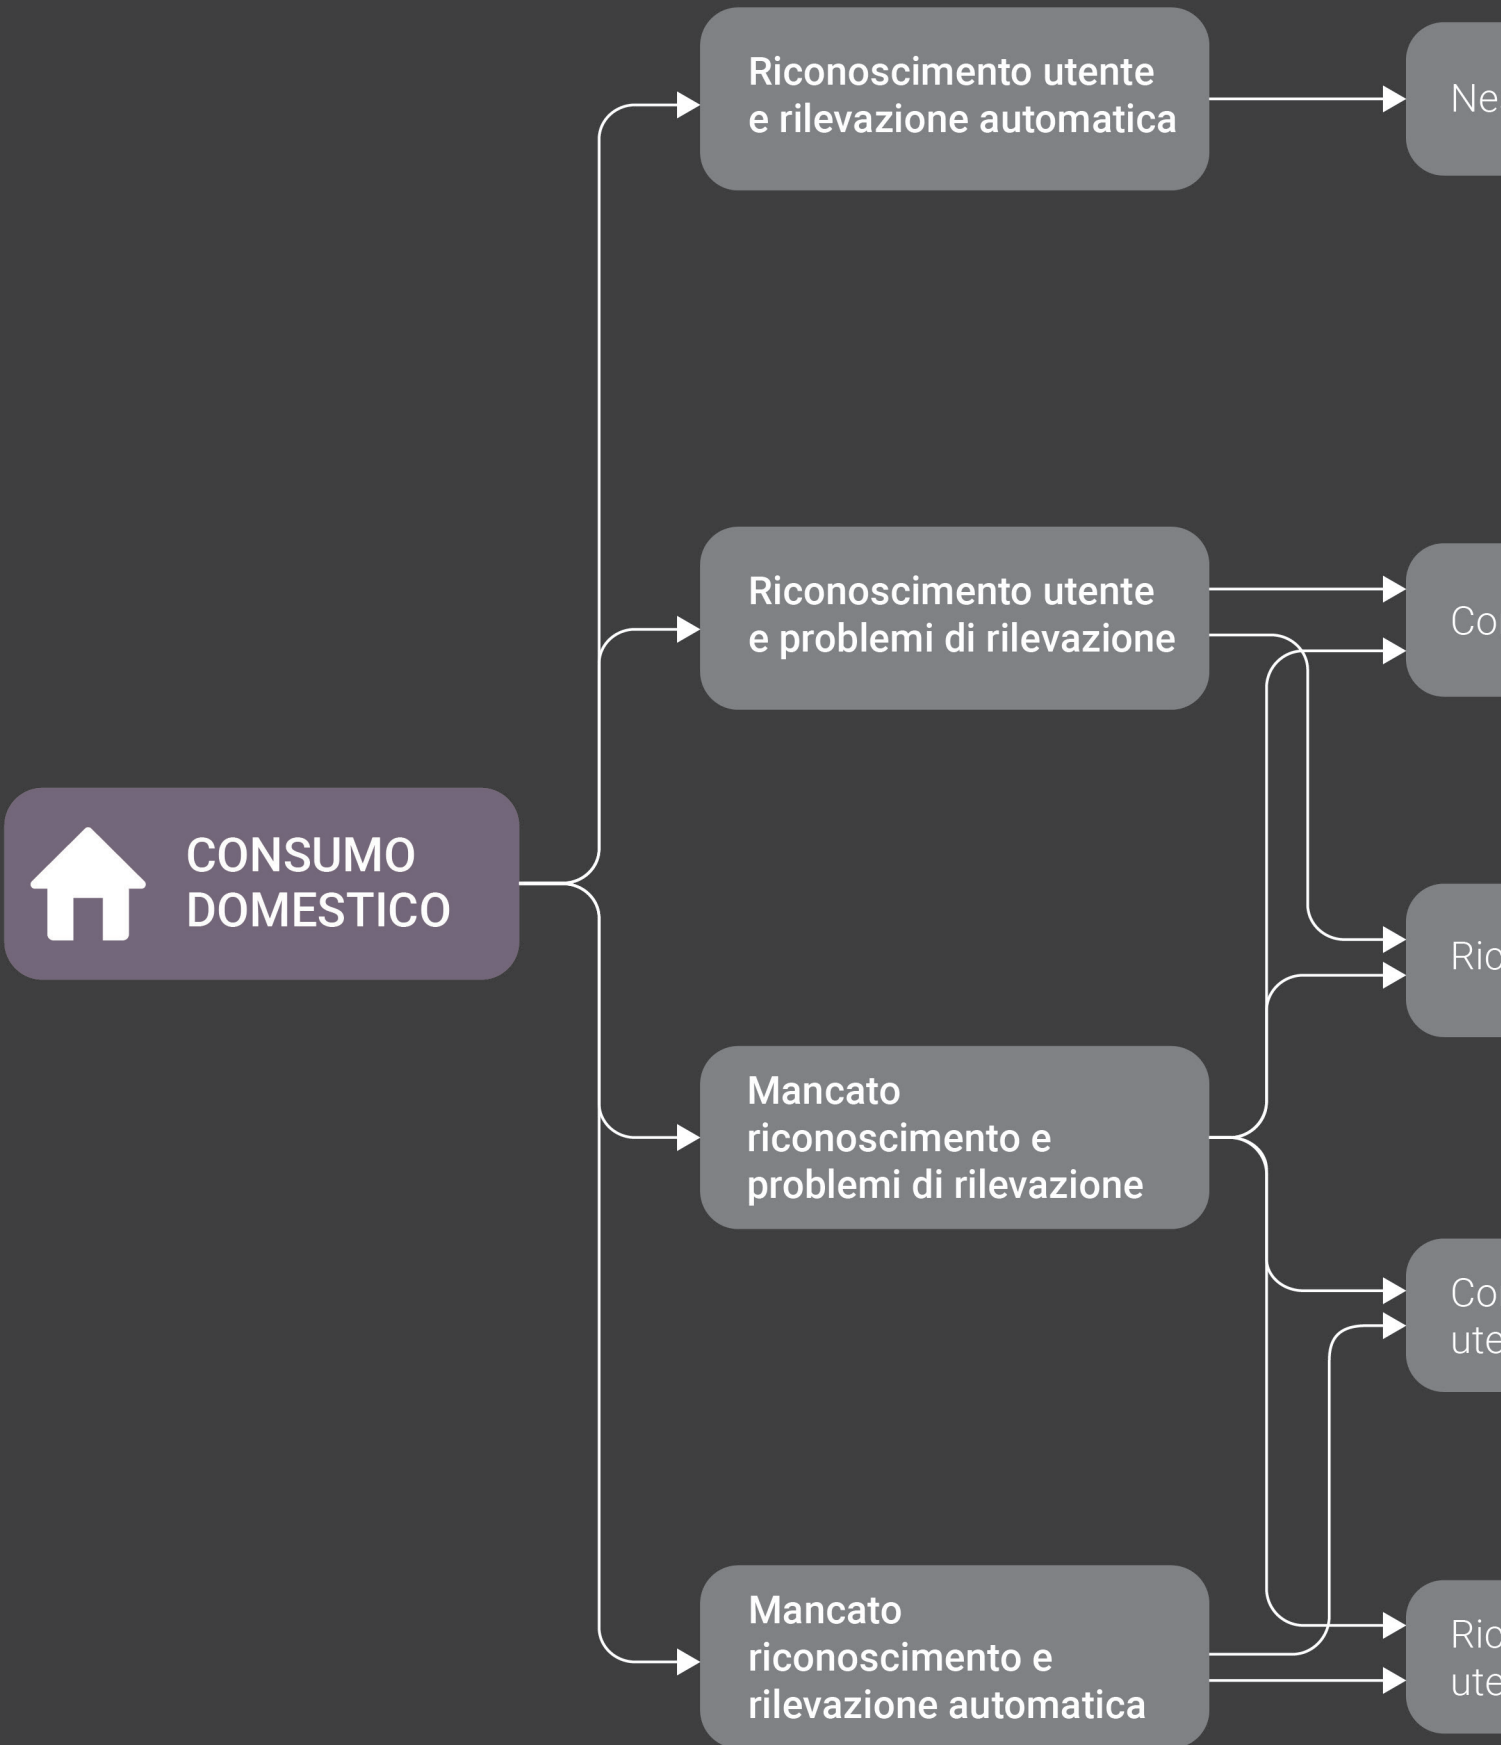 CONSUMO
DOMESTICO
Riconoscimento utente
e rilevazione automatica
Riconoscimento utente
e problemi di rilevazione
Mancato
riconoscimento e
problemi di rilevazione
Mancato
riconoscimento e
rilevazione automatica